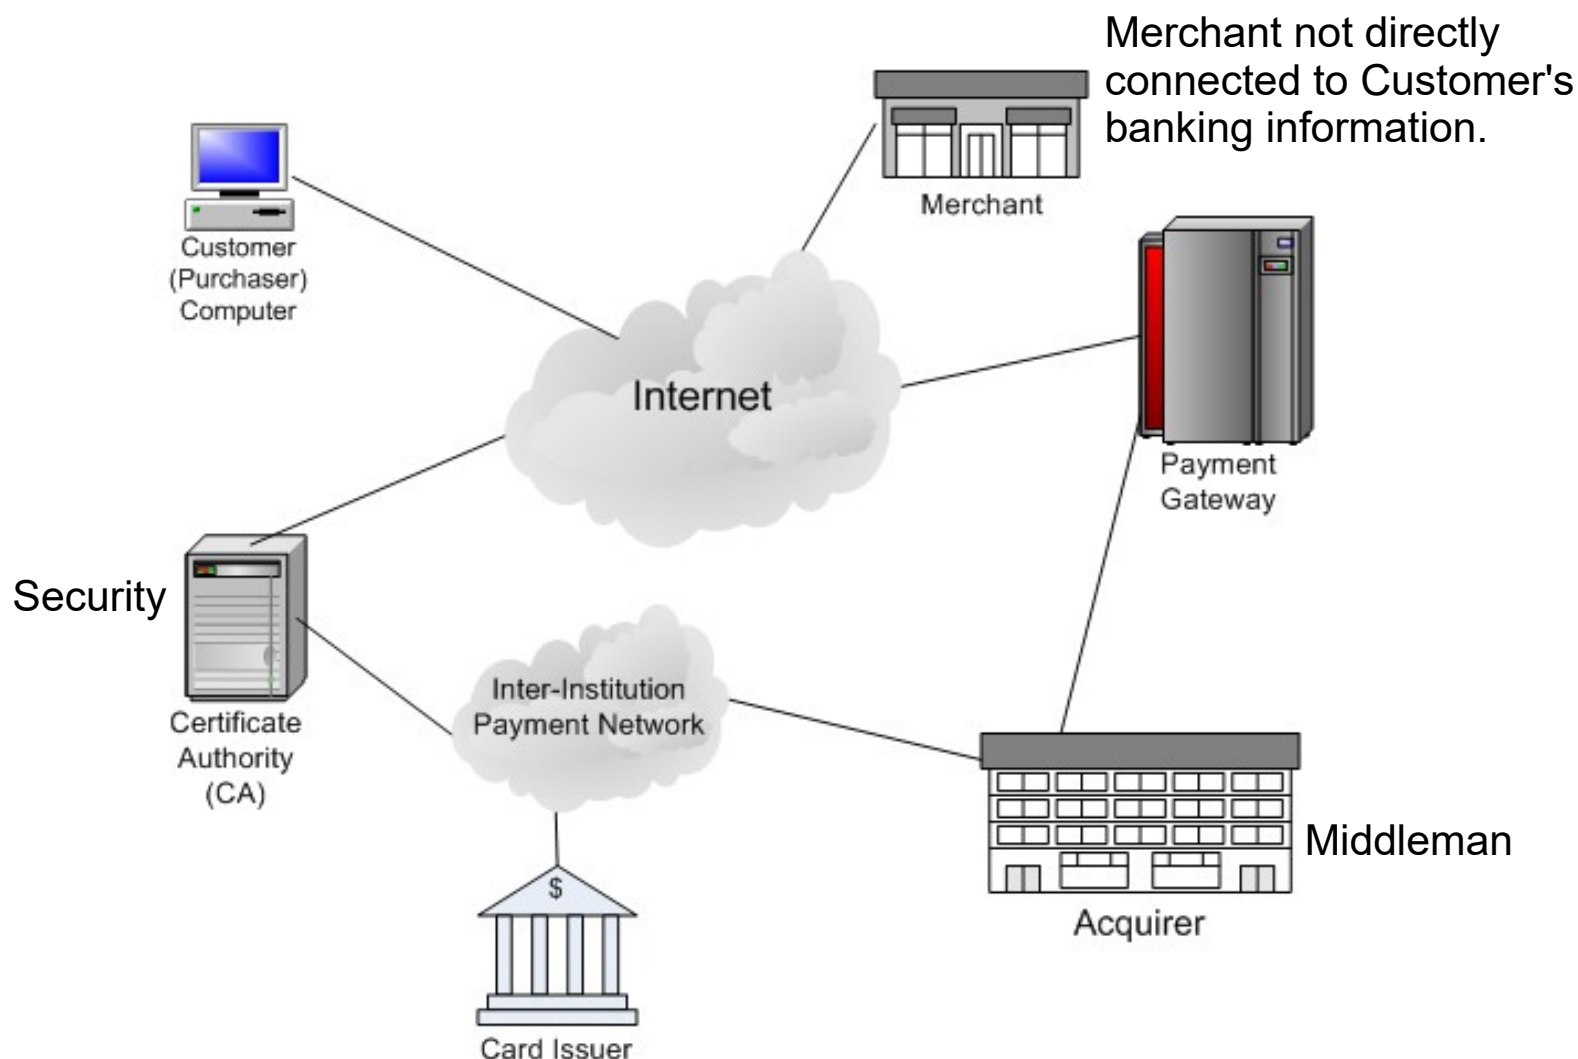 Merchant not directly
connected to Customer's
banking information.
Merchant
Customer
(Purchaser)
Computer
Internet
Payment
Gateway
Security
Certificate
Authority
(CA)
Inter-Institution
Payment Network
Middleman
Acquirer
$
Card Issuer